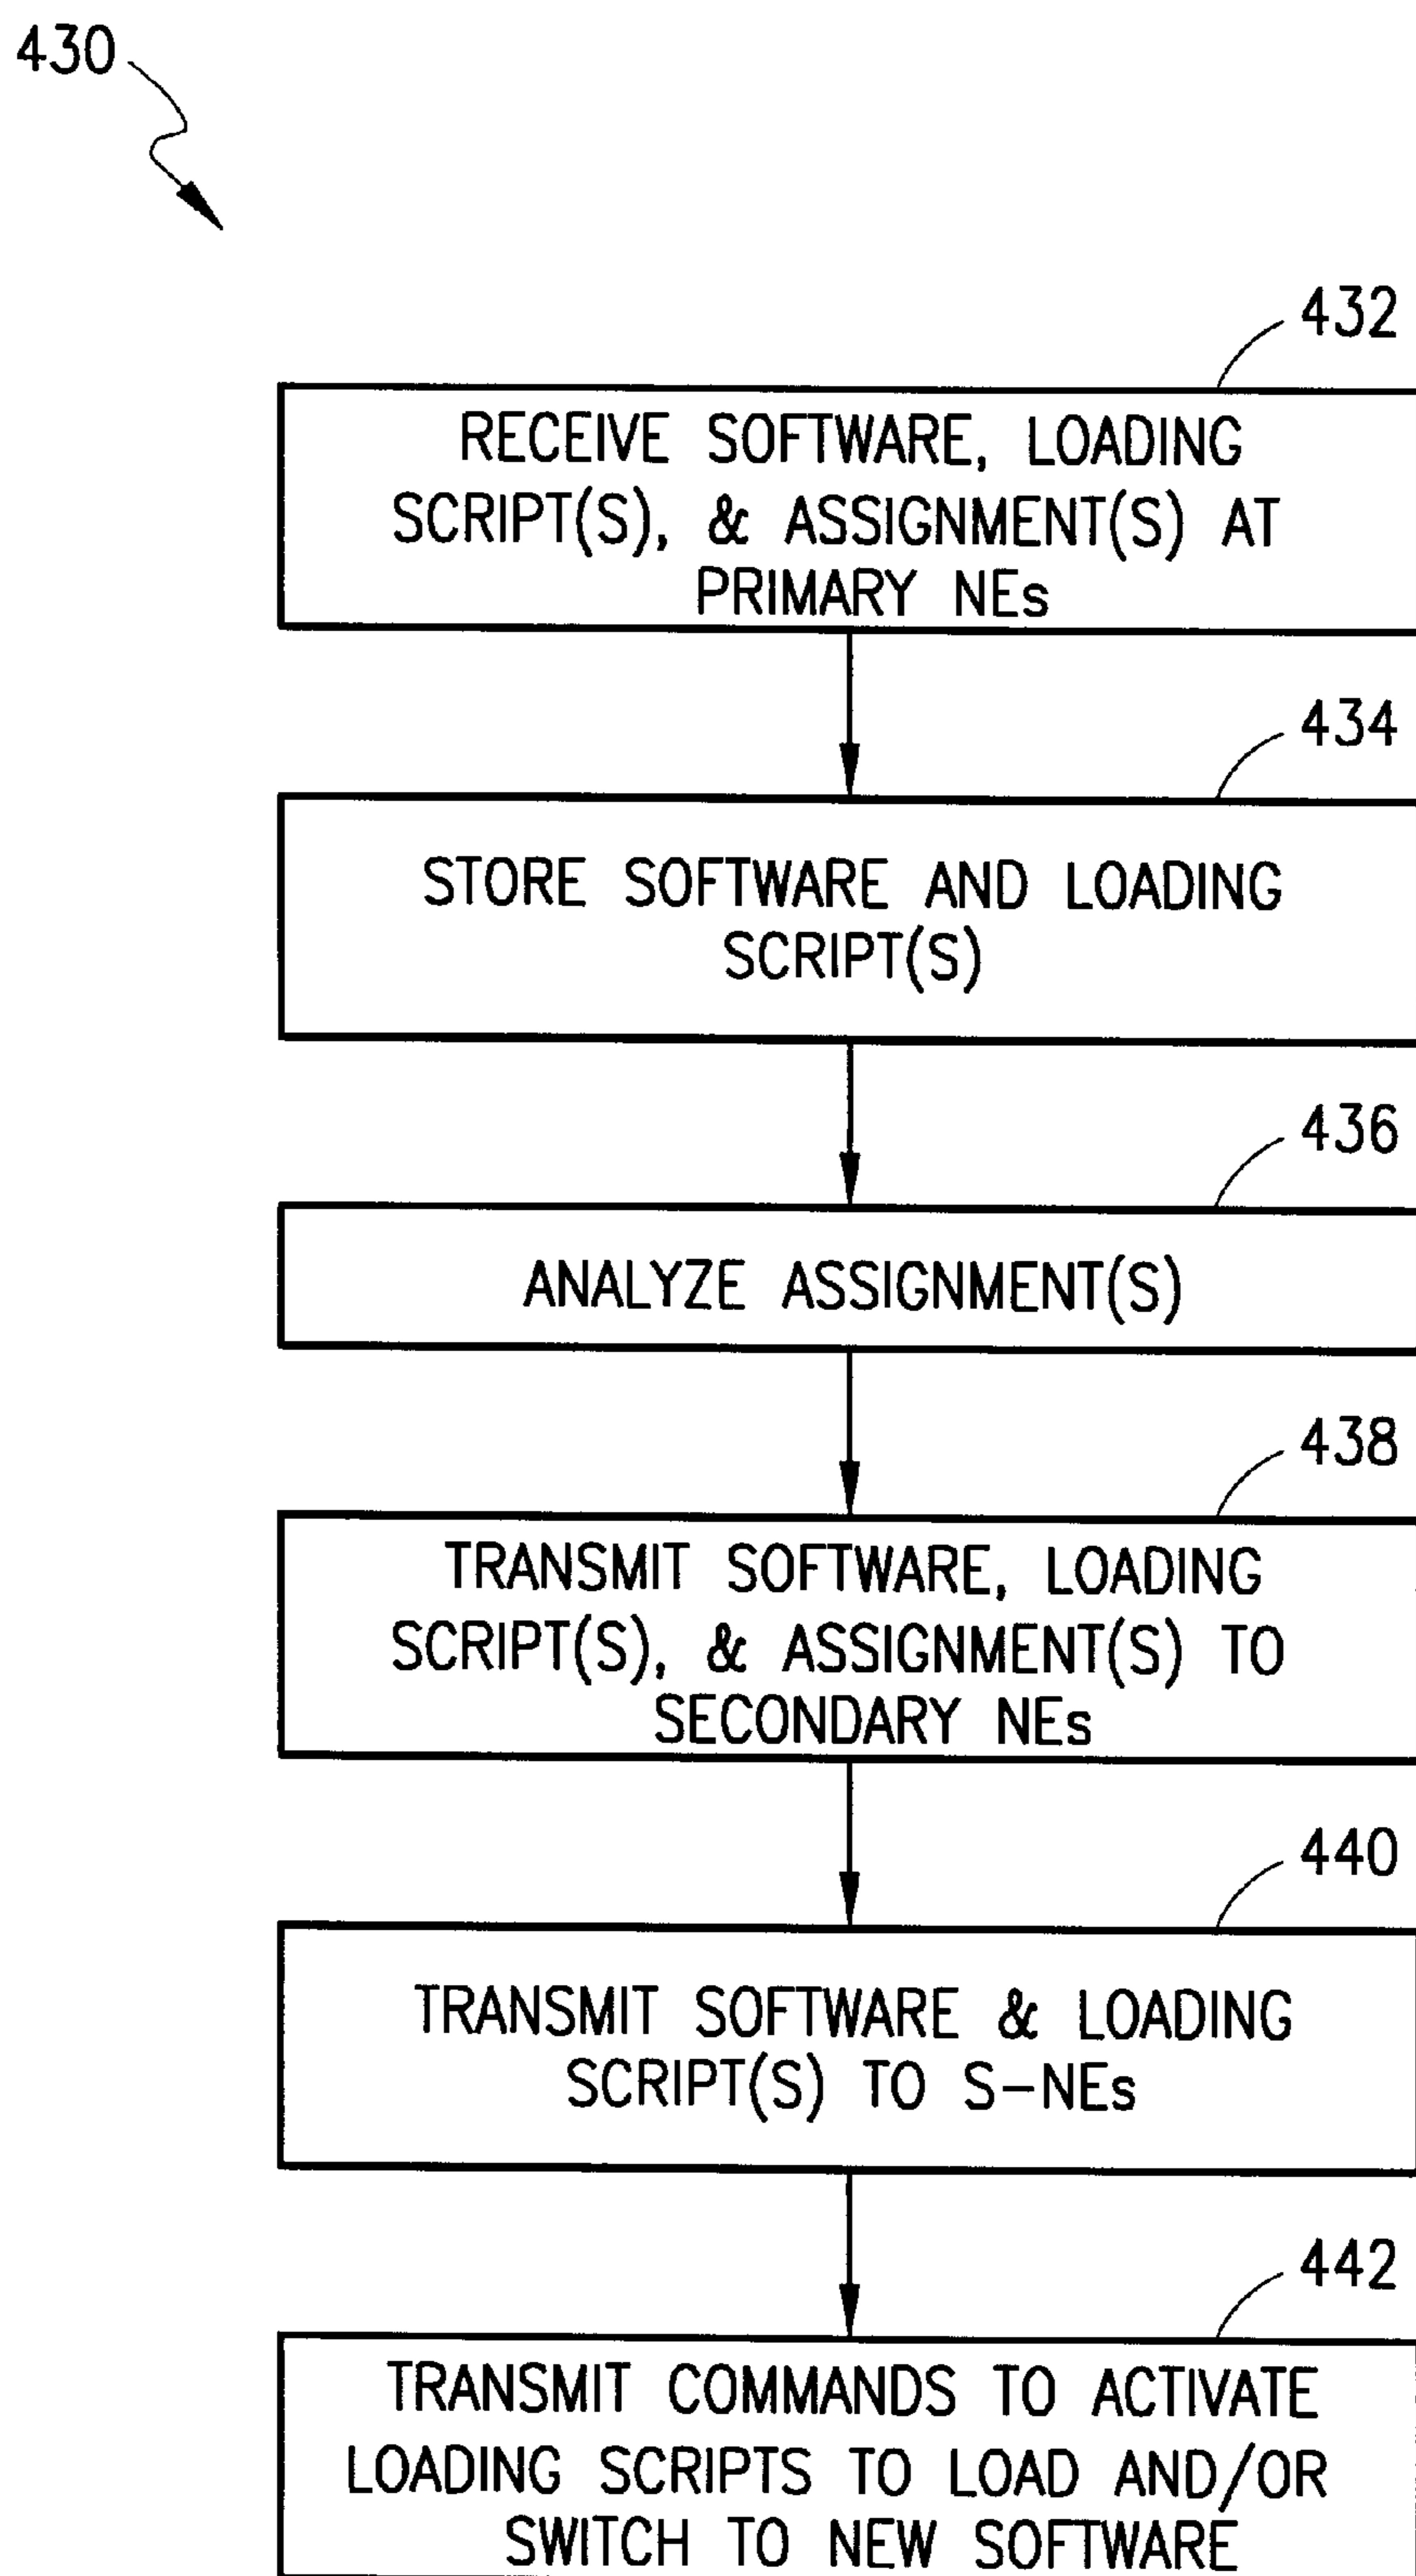 430
432
RECEIVE SOFTWARE, LOADING
SCRIPT(S), & ASSIGNMENT(S) AT
PRIMARY NEs
434
STORE SOFTWARE AND LOADING
SCRIPT(S)
436
ANALYZE ASSIGNMENT(S)
438
TRANSMIT SOFTWARE, LOADING
SCRIPT(S), & ASSIGNMENT(S) TO
SECONDARY NEs
440
TRANSMIT SOFTWARE & LOADING
SCRIPT(S) TO S-NEs
442
TRANSMIT COMMANDS TO ACTIVATE
LOADING SCRIPTS TO LOAD AND/OR
SWITCH TO NEW SOFTWARE